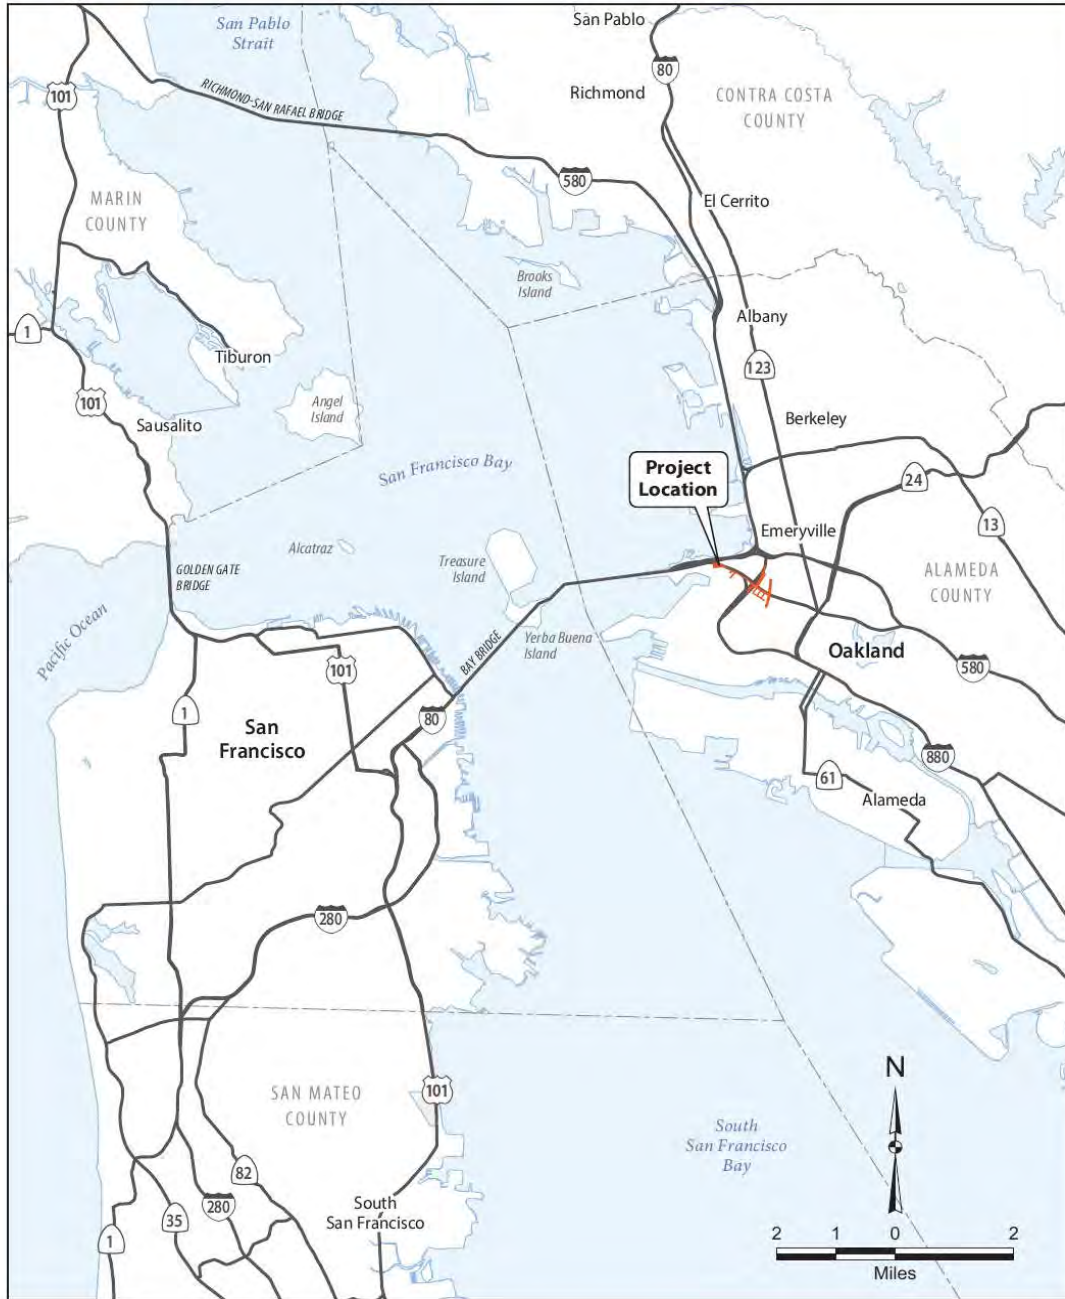 San Pablo
Strait
San Pablo
80
Richmond
101
RICHMOND-SAN RAFAEL BRIDGE
CONTRA COSTA
COUNTY
580
MARIN
COUNTY
El Cerrito
Brooks
Island
1
Albany
Tiburon
123
101
Angel
Island
Sausalito
Berkeley
San Francisco Bay
Project
Location
24
13
Emeryville
Alcatraz
Treasure
Island
GOLDEN GATE
BRIDGE
ALAMEDA
COUNTY
Pacific Ocean
Yerba Buena
Island
BAY BRIDGE
Oakland
101
580
1
80
San
Francisco
880
61
Alameda
280
N
101
SAN MATEO
COUNTY
South
San Francisco
Bay
82
280
South
San Francisco
35
1
2 1 0 2
Miles